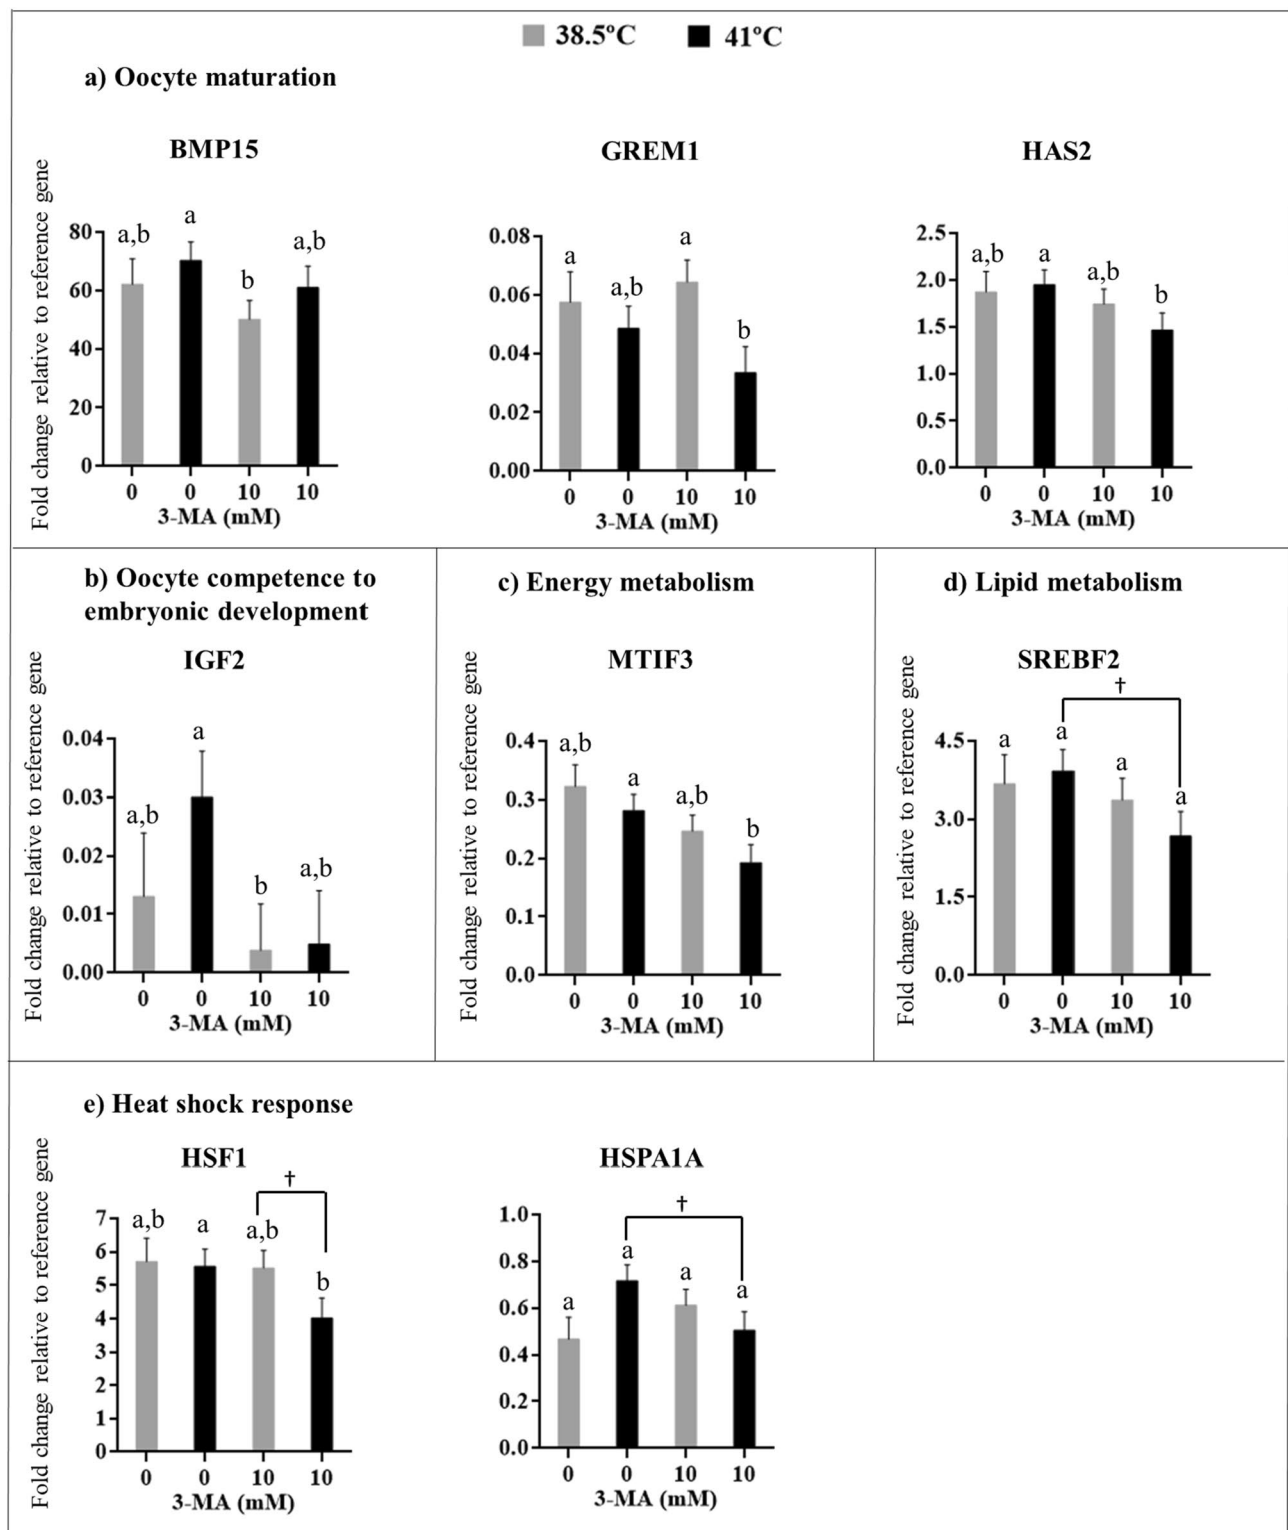 38.5ºC 41ºC
a) Oocyte maturation
Fold change relative to reference gene
BMP15
80
60
40
20
0
a,b a b a,b
0 0 10 10
3-MA (mM)
GREM1
0.08
0.06
0.04
0.02
0.00
a a,b a b
0 0 10 10
3-MA (mM)
HAS2
2.5
2.0
1.5
1.0
0.5
0.0
a,b a a,b b
0 0 10 10
3-MA (mM)
b) Oocyte competence to
embryonic development
Fold change relative to reference gene
IGF2
0.04
0.03
0.02
0.01
0.00
a,b a b a,b
0 0 10 10
3-MA (mM)
c) Energy metabolism
Fold change relative to reference gene
MTIF3
0.4
0.3
0.2
0.1
0.0
a,b a a,b b
0 0 10 10
3-MA (mM)
d) Lipid metabolism
Fold change relative to reference gene
SREBF2
†
4.5
3.0
1.5
0.0
a a a a
0 0 10 10
3-MA (mM)
e) Heat shock response
Fold change relative to reference gene
HSF1
†
7
6
5
4
3
2
1
0
a,b a a,b b
0 0 10 10
3-MA (mM)
HSPA1A
†
1.0
0.8
0.6
0.4
0.2
0.0
a a a a
0 0 10 10
3-MA (mM)